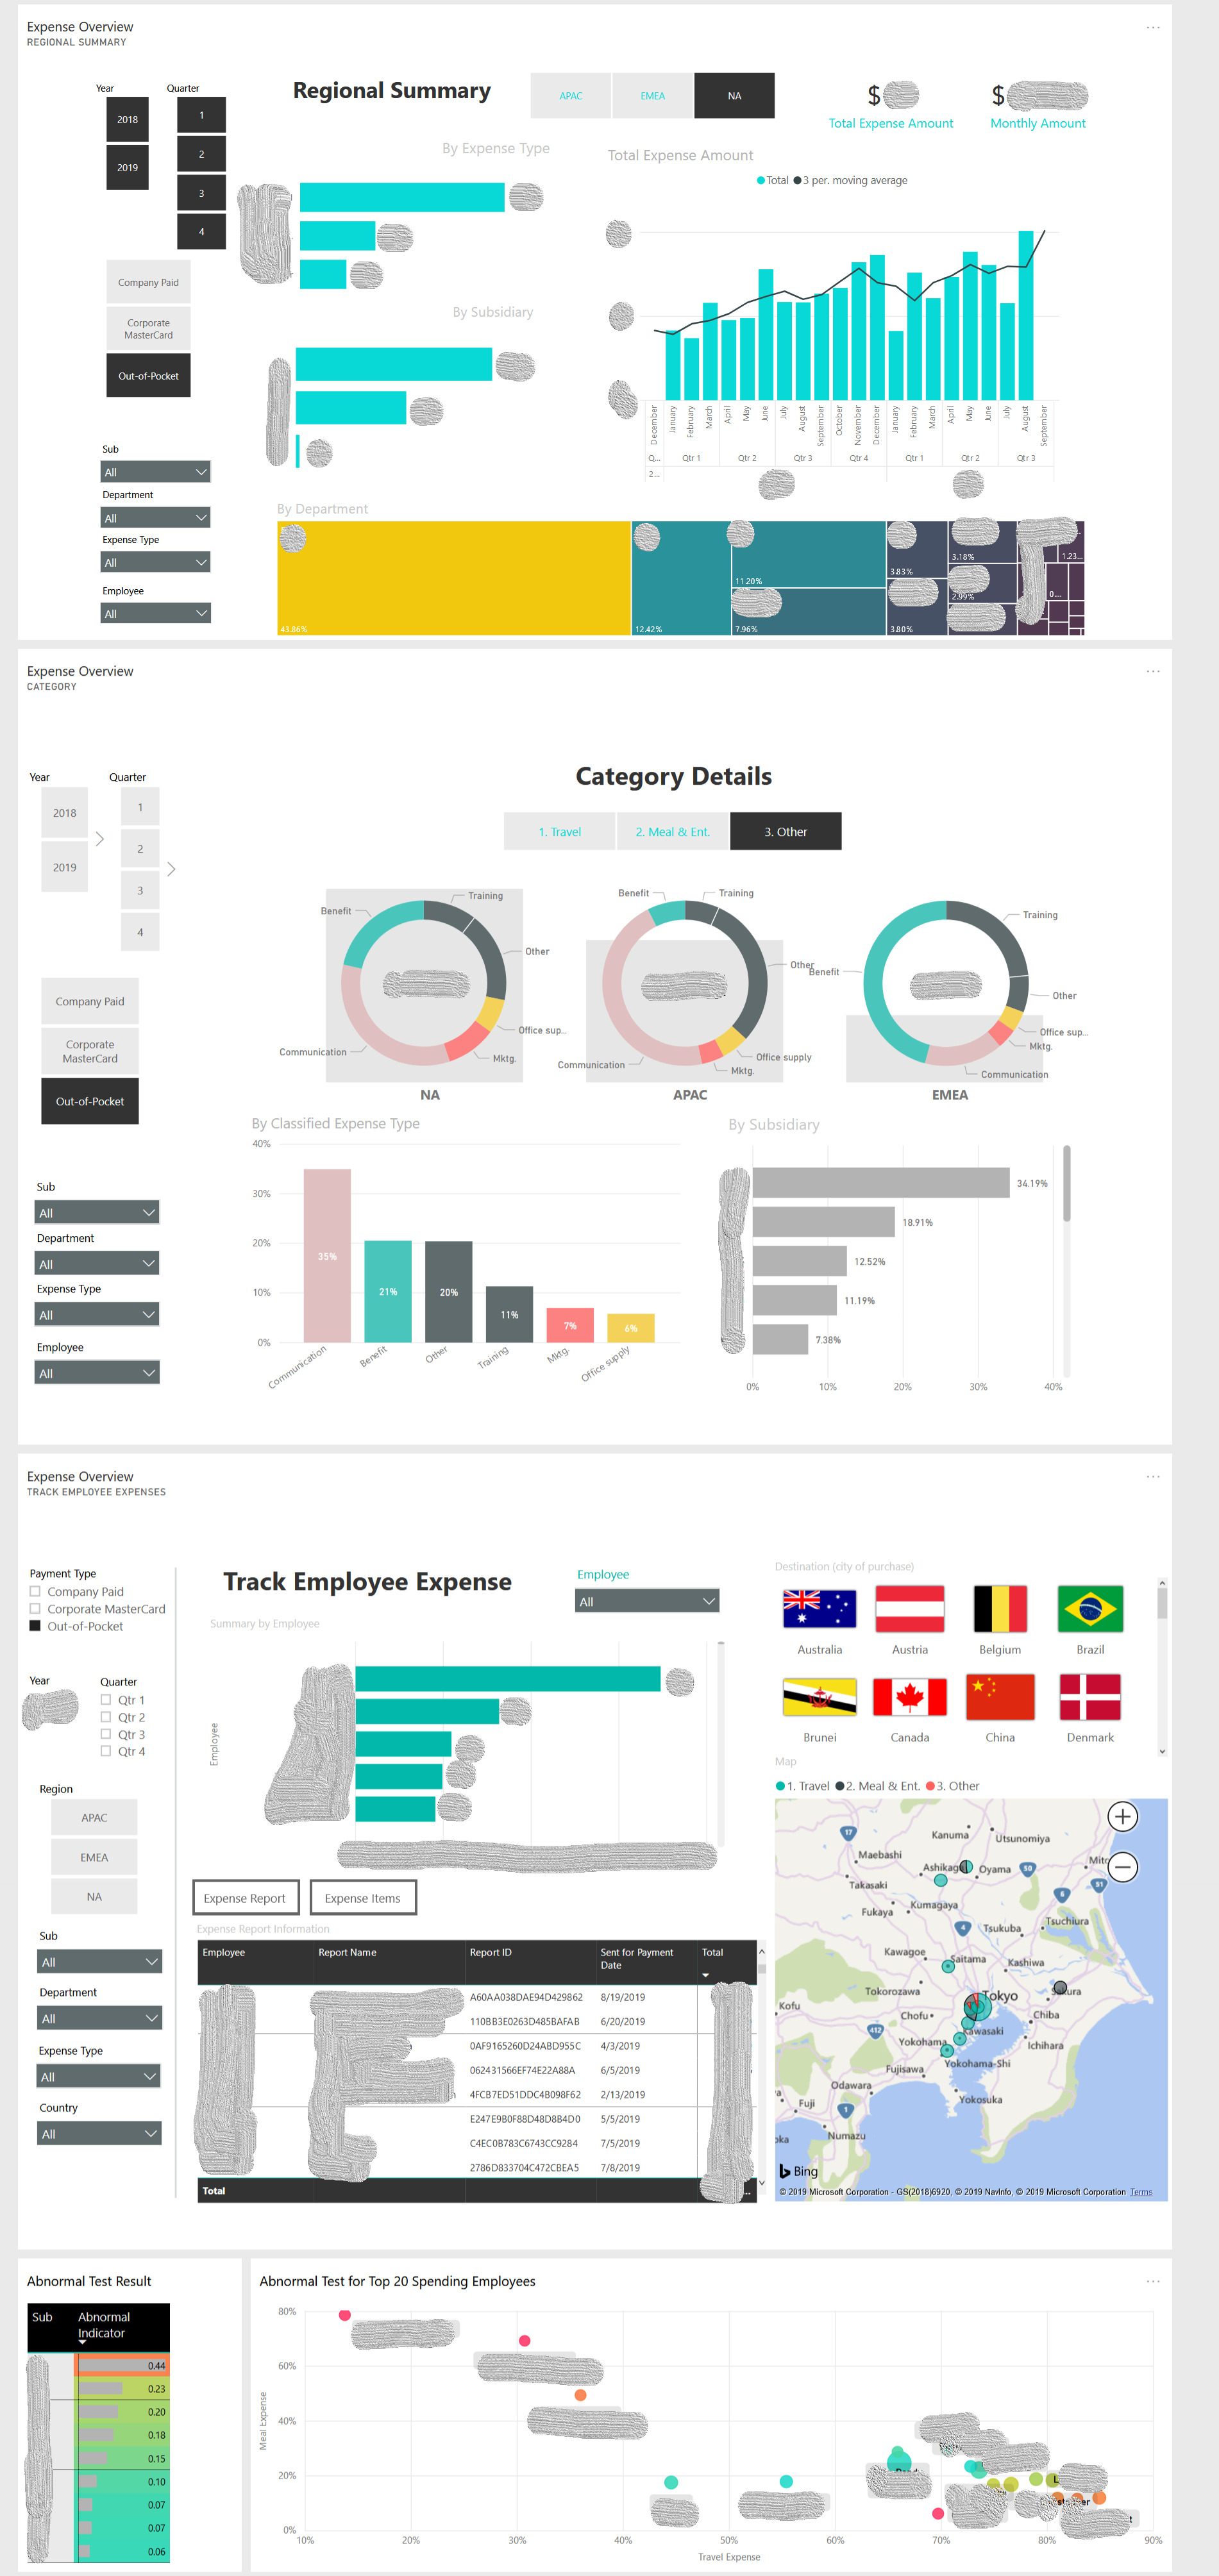 Expense Overview
REGIONAL SUMMARY
Year
Quarter
2018
2019
1
2
3
4
Regional Summary
APAC
EMEA
NA
$
Total Expense Amount
$
Monthly Amount
Company Paid
Corporate
MasterCard
Out-of-Pocket
Sub
All
Department
All
Expense Type
All
Employee
All
By Expense Type
By Subsidiary
Total Expense Amount
Total 3 per. moving average
December
January
February
March
April
May
June
July
August
September
October
November
December
January
February
March
April
May
June
July
August
September
Q...
Qtr 1
Qtr 2
Qtr 3
Qtr 4
Qtr 1
Qtr 2
Qtr 3
2...
By Department
43.86%
12.42%
11.20%
7.96%
3.83%
3.80%
3.18%
2.99%
1.23...
0....
Expense Overview
CATEGORY
Year
Quarter
2018
2019
1
2
3
4
Category Details
1. Travel
2. Meal & Ent.
3. Other
Company Paid
Corporate
MasterCard
Out-of-Pocket
Sub
All
Department
All
Expense Type
All
Employee
All
Training
Benefit
Other
Office sup...
Communication
Mktg.
NA
Benefit
Training
Other
Office supply
Communication
Mktg.
APAC
Training
Benefit
Other
Office sup...
Mktg.
Communication
EMEA
By Classified Expense Type
40%
30%
20%
10%
0%
35%
21%
20%
11%
7%
6%
Communication
Benefit
Other
Training
Mktg.
Office supply
By Subsidiary
34.19%
18.91%
12.52%
11.19%
7.38%
0%
10%
20%
30%
40%
Expense Overview
TRACK EMPLOYEE EXPENSES
Payment Type
Company Paid
Corporate MasterCard
Out-of-Pocket
Year
Quarter
Qtr 1
Qtr 2
Qtr 3
Qtr 4
Region
APAC
EMEA
NA
Sub
All
Department
All
Expense Type
All
Country
All
Track Employee Expense
Employee
All
Summary by Employee
Employee
Expense Report
Expense Items
Expense Report Information
Employee Report Name Report ID Sent for Payment Date Total
A60AA038DAE94D429862 8/19/2019
110BB3E0263D485BAFAB 6/20/2019
0AF9165260D24ABD955C 4/3/2019
062431566EF74E22A88A 6/5/2019
4FCB7ED51DDC4B098F62 2/13/2019
E247E9B0F88D48D8B4D0 5/5/2019
C4EC0B783C6743CC9284 7/5/2019
2786D833704C472CBEA5 7/8/2019
Total ...
Destination (city of purchase)
Australia
Austria
Belgium
Brazil
Brunei
Canada
China
Denmark
Map
1. Travel 2. Meal & Ent. 3. Other
17
Kanuma
Utsunomiya
Maebashi
Ashikaga
Oyama
50
Takasaki
51
6
Fukaya
Kumagaya
4
Tsukuba
Tsuchiura
Kawagoe
Saitama
Kashiwa
Tokorozawa
Tokyo
Kofu
Chofu
Chiba
412
Kawasaki
Yokohama
Ichihara
Yokohama-Shi
Fujisawa
Odawara
Yokosuka
Fuji
1
Numazu
Bing
© 2019 Microsoft Corporation - GS(2018)6920, © 2019 NavInfo, © 2019 Microsoft Corporation Terms
Abnormal Test Result
Sub
Abnormal
Indicator
0.44
0.23
0.20
0.18
0.15
0.10
0.07
0.07
0.06
Abnormal Test for Top 20 Spending Employees
Meal Expense
80%
60%
40%
20%
0%
10%
20%
30%
40%
50%
60%
70%
80%
90%
Travel Expense